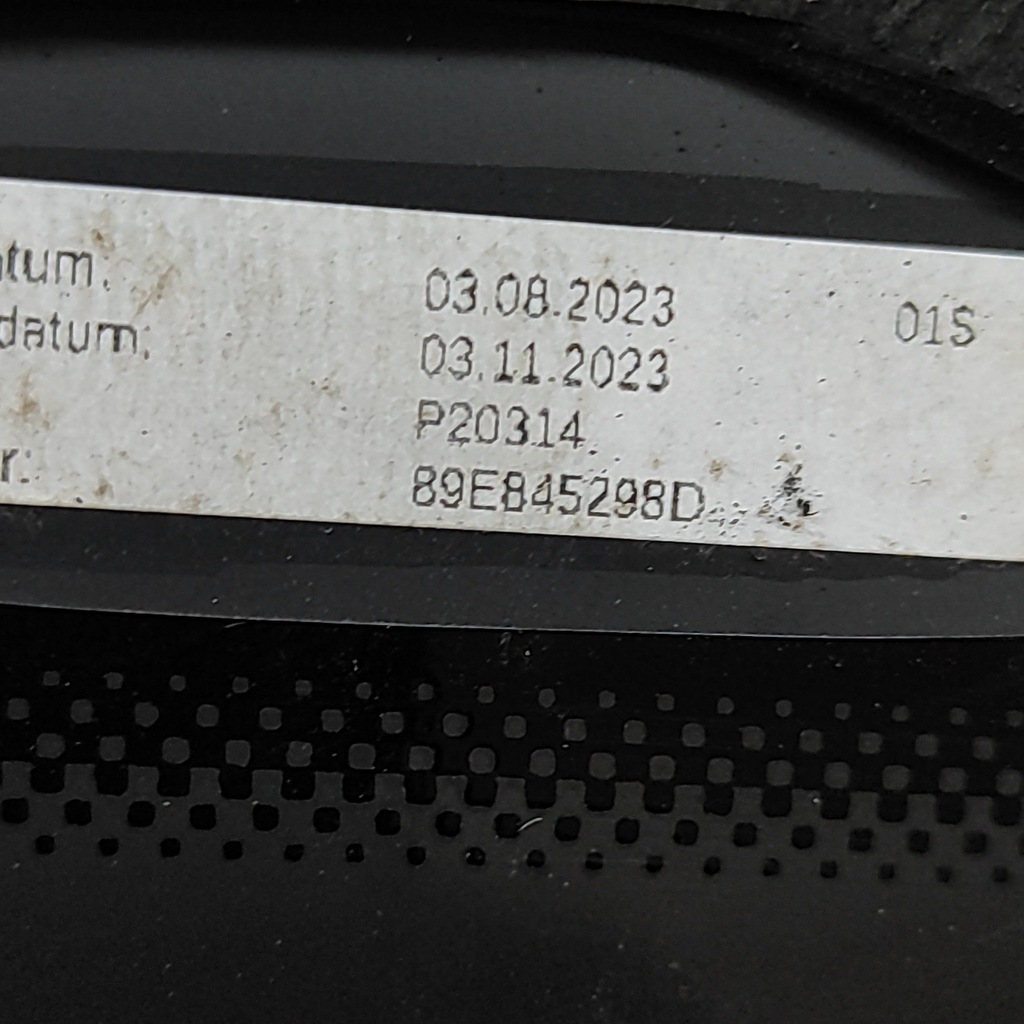 tum. 03.08.2023 01S
datum: 03.11.2023
P20314
r: 89E845298D